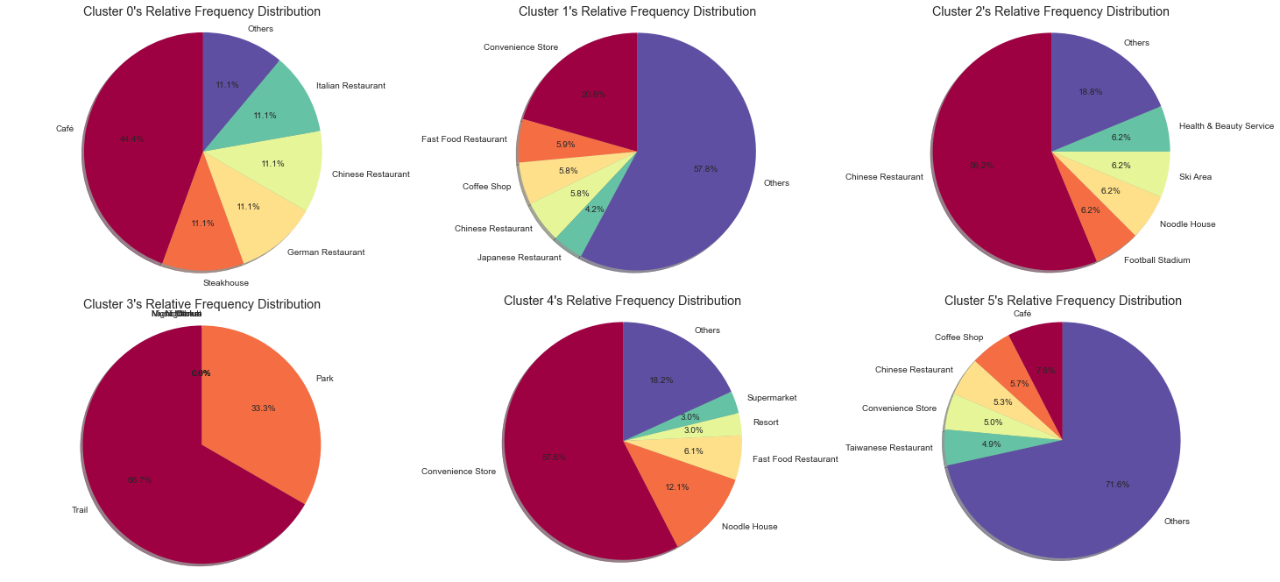 Cluster 0's Relative Frequency Distribution
Others
Italian Restaurant
Chinese Restaurant
German Restaurant
Steakhouse
Café
11.1%
11.1%
11.1%
11.1%
11.1%
44.4%
Cluster 1's Relative Frequency Distribution
Convenience Store
Fast Food Restaurant
Coffee Shop
Chinese Restaurant
Japanese Restaurant
Others
20.6%
5.9%
5.8%
5.8%
4.2%
57.8%
Cluster 2's Relative Frequency Distribution
Others
Health & Beauty Service
Ski Area
Noodle House
Football Stadium
Chinese Restaurant
18.8%
6.2%
6.2%
6.2%
6.2%
Cluster 3's Relative Frequency Distribution
Park
Trail
33.3%
66.7%
Cluster 4's Relative Frequency Distribution
Others
Supermarket
Resort
Fast Food Restaurant
Noodle House
Convenience Store
18.2%
3.0%
3.0%
6.1%
12.1%
Cluster 5's Relative Frequency Distribution
Café
Coffee Shop
Chinese Restaurant
Convenience Store
Taiwanese Restaurant
Others
5.7%
5.3%
5.0%
4.9%
71.6%